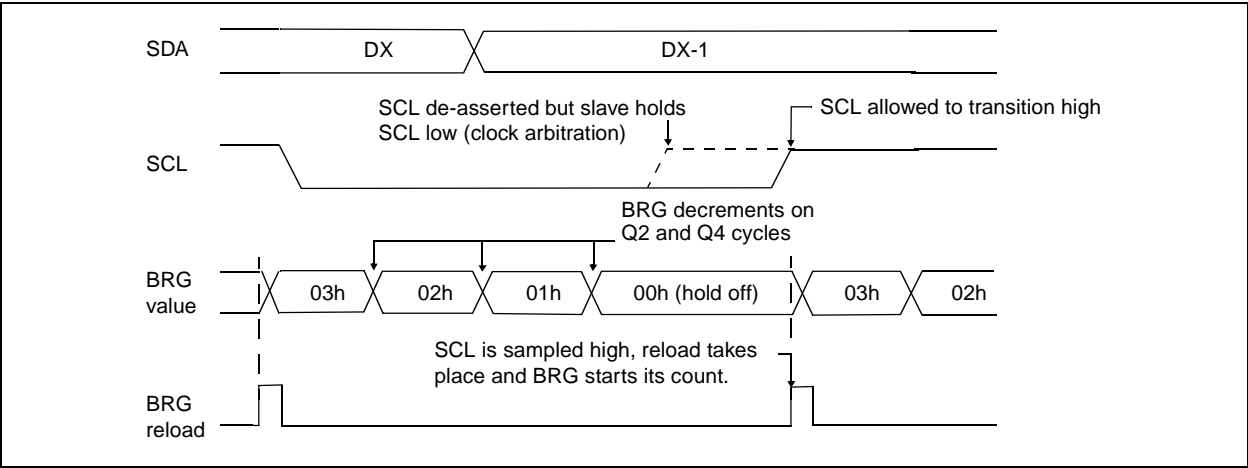 SDA
DX
DX-1
SCL de-asserted but slave holds
SCL low (clock arbitration)
SCL allowed to transition high
SCL
BRG decrements on
Q2 and Q4 cycles
BRG
value
03h
02h
01h
00h (hold off)
03h
02h
SCL is sampled high, reload takes
place and BRG starts its count.
BRG
reload